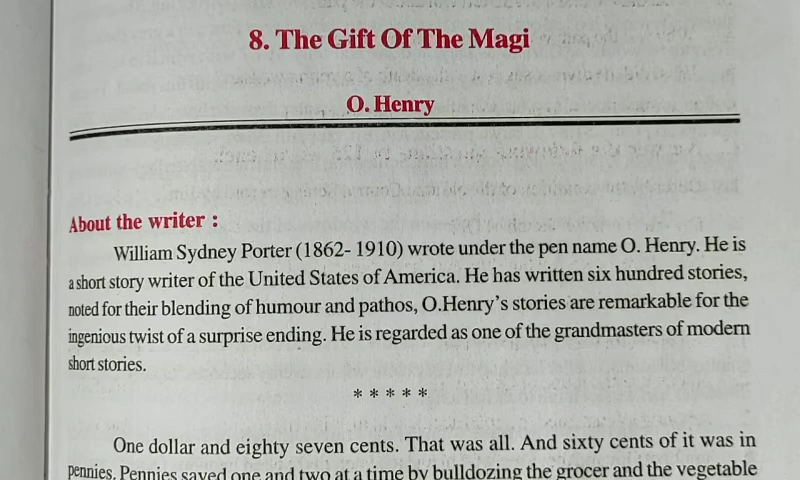 8. The Gift Of The Magi
O. Henry
About the writer :
William Sydney Porter (1862- 1910) wrote under the pen name O. Henry. He is
a short story writer of the United States of America. He has written six hundred stories,
noted for their blending of humour and pathos, O.Henry's stories are remarkable for the
ingenious twist of a surprise ending. He is regarded as one of the grandmasters of modern
short stories.
* * * * *
One dollar and eighty seven cents. That was all. And sixty cents of it was in
pennies. Pennies saved one and two at a time by bulldozing the grocer and the vegetable